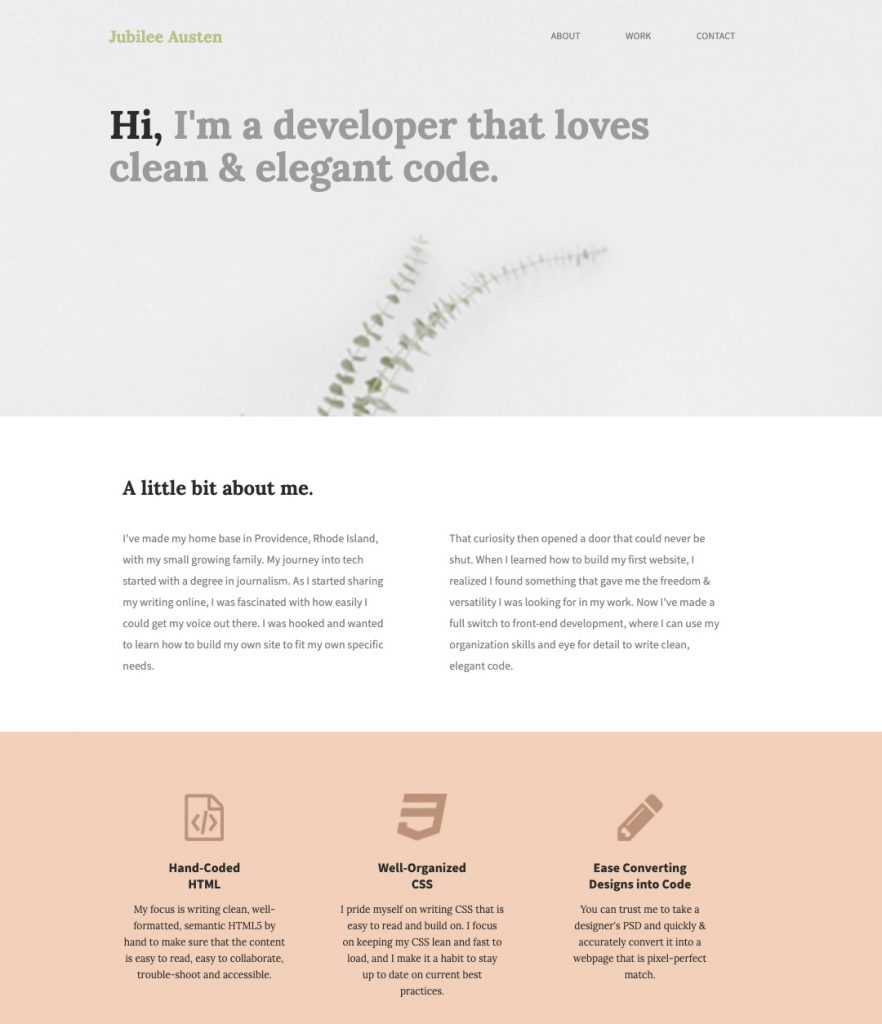 Jubilee Austen
ABOUT WORK CONTACT
Hi, I'm a developer that loves
clean & elegant code.
A little bit about me.
I've made my home base in Providence, Rhode Island,
with my small growing family. My journey into tech
started with a degree in journalism. As I started sharing
my writing online, I was fascinated with how easily I
could get my voice out there. I was hooked and wanted
to learn how to build my own site to fit my own specific
needs.
That curiosity then opened a door that could never be
shut. When I learned how to build my first website, I
realized I found something that gave me the freedom &
versatility I was looking for in my work. Now I've made a
full switch to front-end development, where I can use my
organization skills and eye for detail to write clean,
elegant code.
Hand-Coded
HTML
My focus is writing clean, well-
formatted, semantic HTML5 by
hand to make sure that the content
is easy to read, easy to collaborate,
trouble-shoot and accessible.
Well-Organized
CSS
I pride myself on writing CSS that is
easy to read and build on. I focus
on keeping my CSS lean and fast to
load, and I make it a habit to stay
up to date on current best
practices.
Ease Converting
Designs into Code
You can trust me to take a
designer's PSD and quickly &
accurately convert it into a
webpage that is pixel-perfect
match.